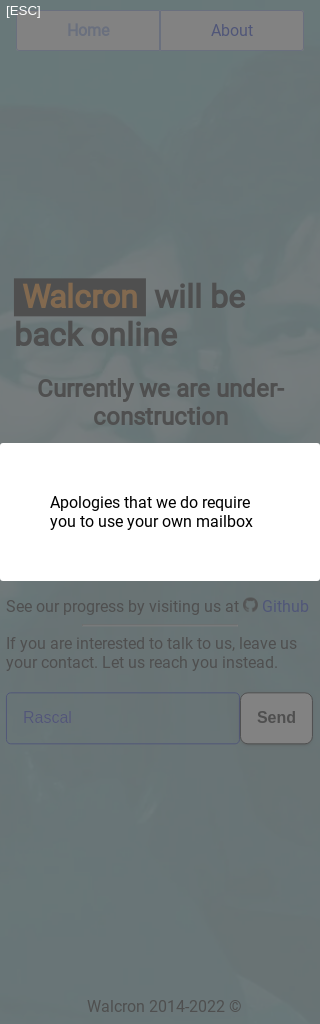 [ESC]
Home About
Walcron will be
back online
Currently we are under-
construction
Apologies that we do require
you to use your own mailbox
See our progress by visiting us at Github
If you are interested to talk to us, leave us
your contact. Let us reach you instead.
Rascal Send
Walcron 2014-2022 ©